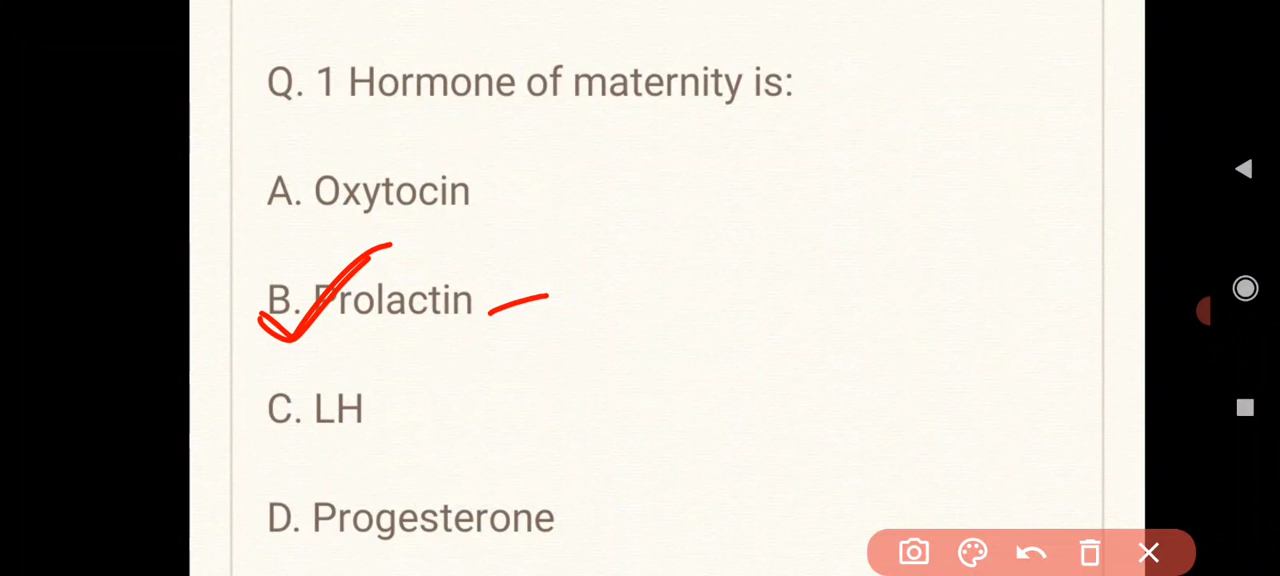 Q. 1 Hormone of maternity is:
A. Oxytocin
B. Prolactin
C. LH
D. Progesterone